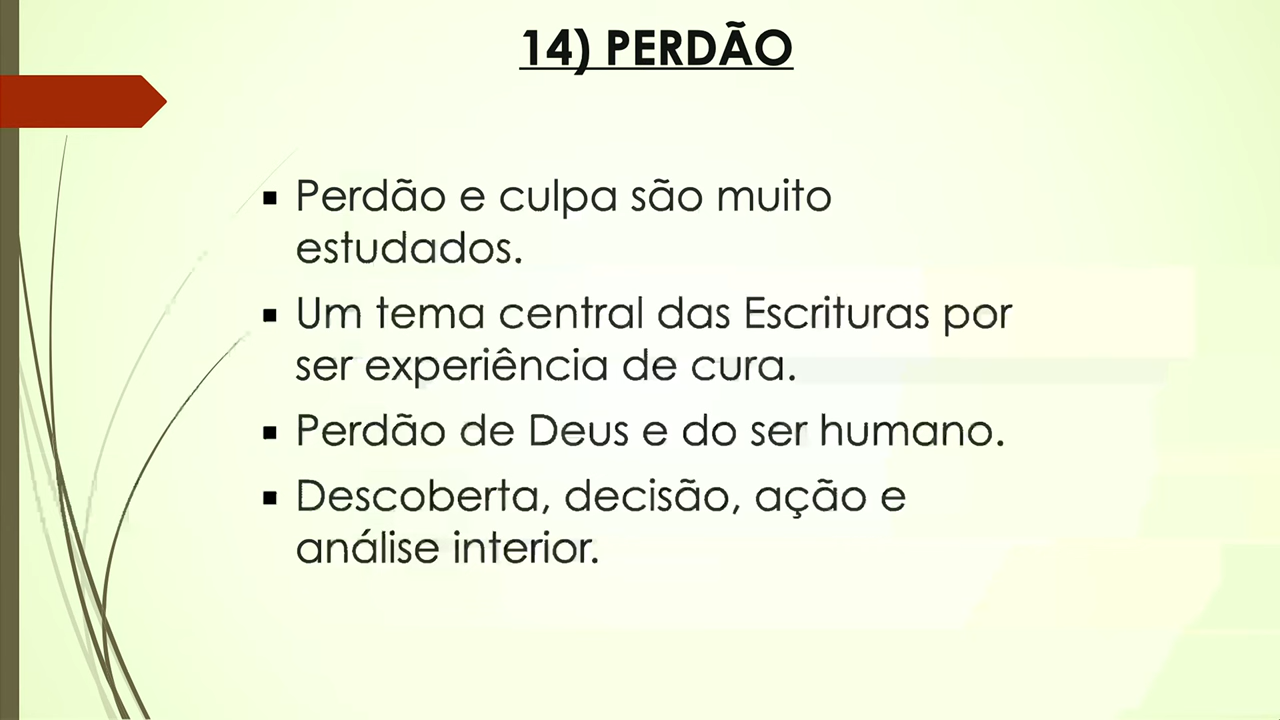 14) PERDÃO
Perdão e culpa são muito
estudados.
Um tema central das Escrituras por
ser experiência de cura.
Perdão de Deus e do ser humano.
Descoberta, decisão, ação e
análise interior.